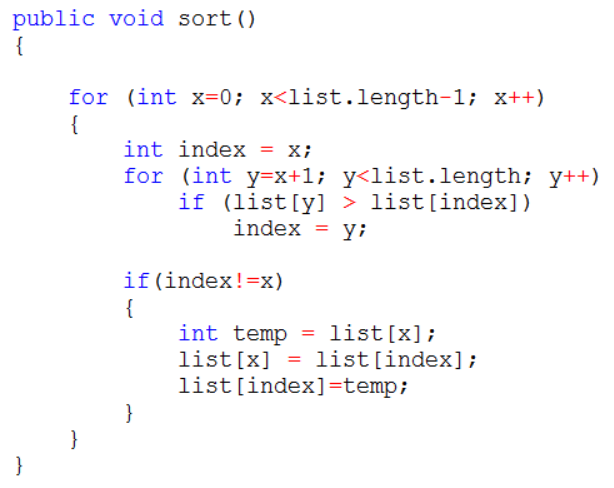 public void sort()
{
    for (int x=0; x<list.length-1; x++)
    {
        int index = x;
        for (int y=x+1; y<list.length; y++)
            if (list[y] > list[index])
                index = y;
        if(index!=x)
        {
            int temp = list[x];
            list[x] = list[index];
            list[index]=temp;
        }
    }
}